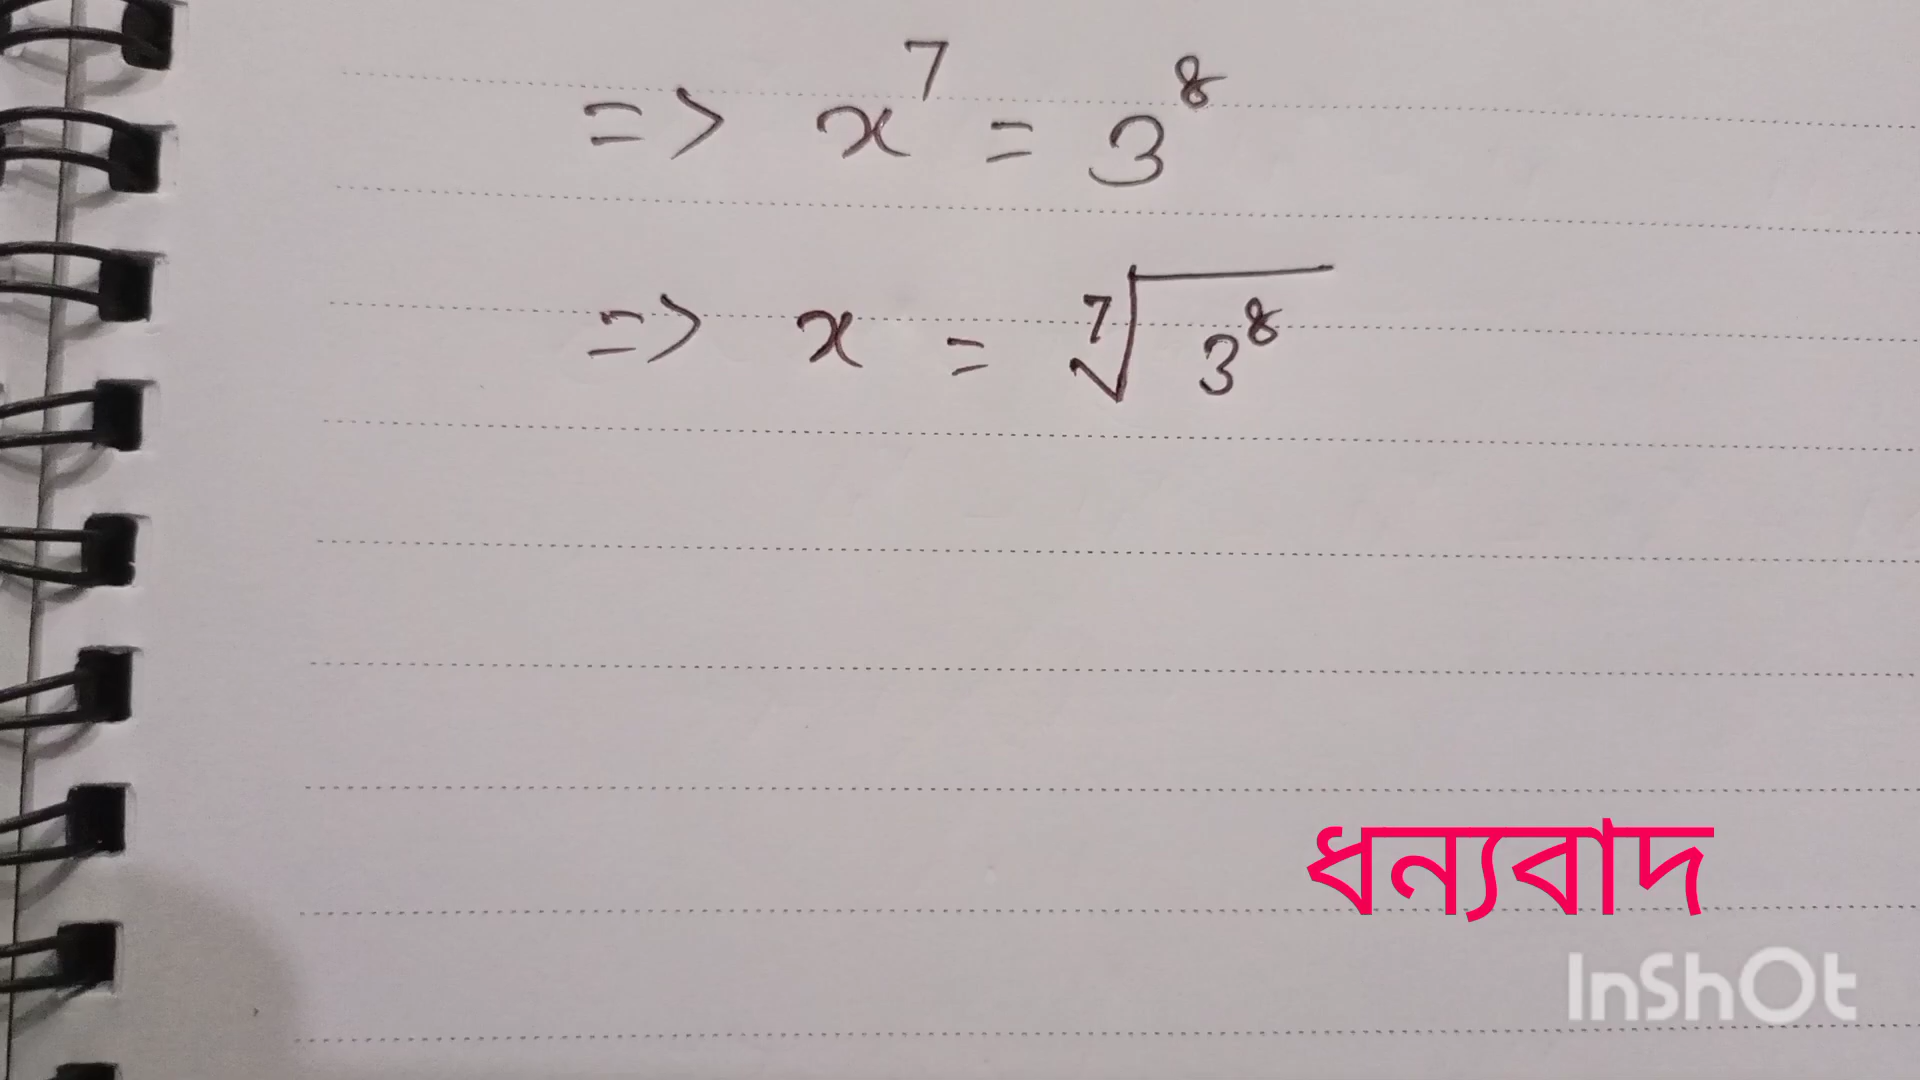 => x⁷ = 3⁸
=> x = ⁷√3⁸
ধন্যবাদ
InShOt